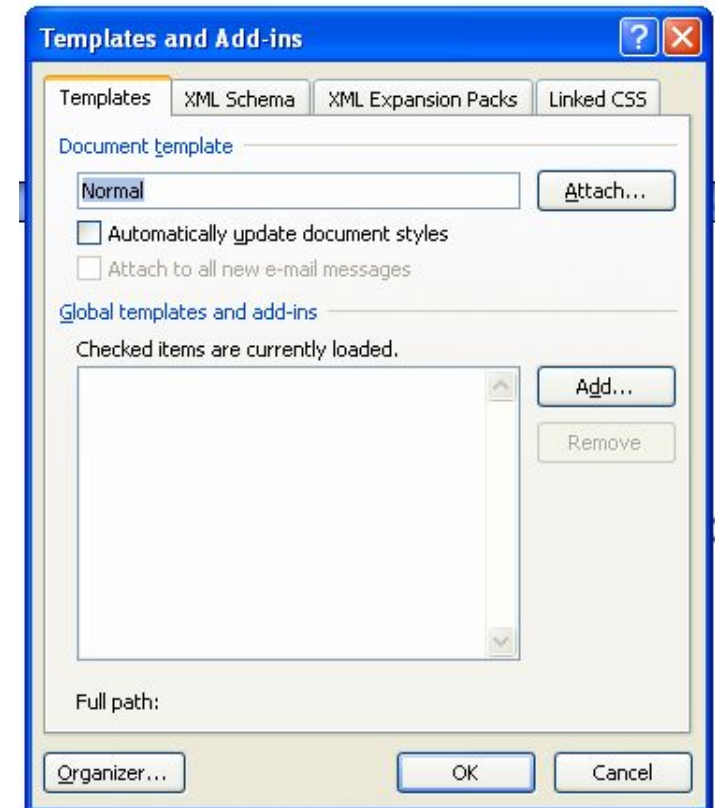 Templates and Add-ins
Templates XML Schema XML Expansion Packs Linked CSS
Document template
Normal Attach...
Automatically update document styles
Attach to all new e-mail messages
Global templates and add-ins
Checked items are currently loaded.
Add...
Remove
Full path:
Organizer... OK Cancel